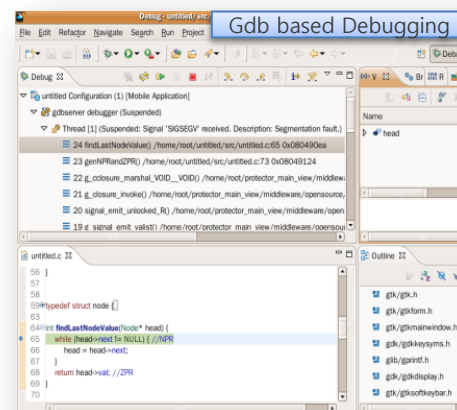 Debug - untitled/src/
Gdb based Debugging
File Edit Refactor Navigate Search Run Project
Debug
Debug
untitled Configuration (1) [Mobile Application]
gdbserver debugger (Suspended)
Thread [1] (Suspended: Signal 'SIGSEGV' received. Description: Segmentation fault.)
24 findLastNodeValue() /home/root/untitled/src/untitled.c:65 0x080490ea
23 genNPRandZPR() /home/root/untitled/src/untitled.c:73 0x08049124
22 g_cclosure_marshal_VOID__VOID() /home/root/protector_main_view/middlewa
21 g_closure_invoke() /home/root/protector_main_view/middleware/opensource,
20 signal_emit_unlocked_R() /home/root/protector_main_view/middleware/open
19 g_signal_emit_valist() /home/root/protector_main_view/middleware/opensou
V
Br
R
Name
head
untitled.c
56 }
57
58
59 typedef struct node {
63
64 int findLastNodeValue(Node* head) {
65 while (head->next != NULL) { //NPR
66 head = head->next;
67 }
68 return head->val; //ZPR
69 }
70
Outline
gtk/gtk.h
gtk/gtkform.h
gtk/gtkmainwindow.h
gdk/gdkkeysyms.h
glib/gprintf.h
gdk/gdkdisplay.h
gtk/gtksoftkeybar.h